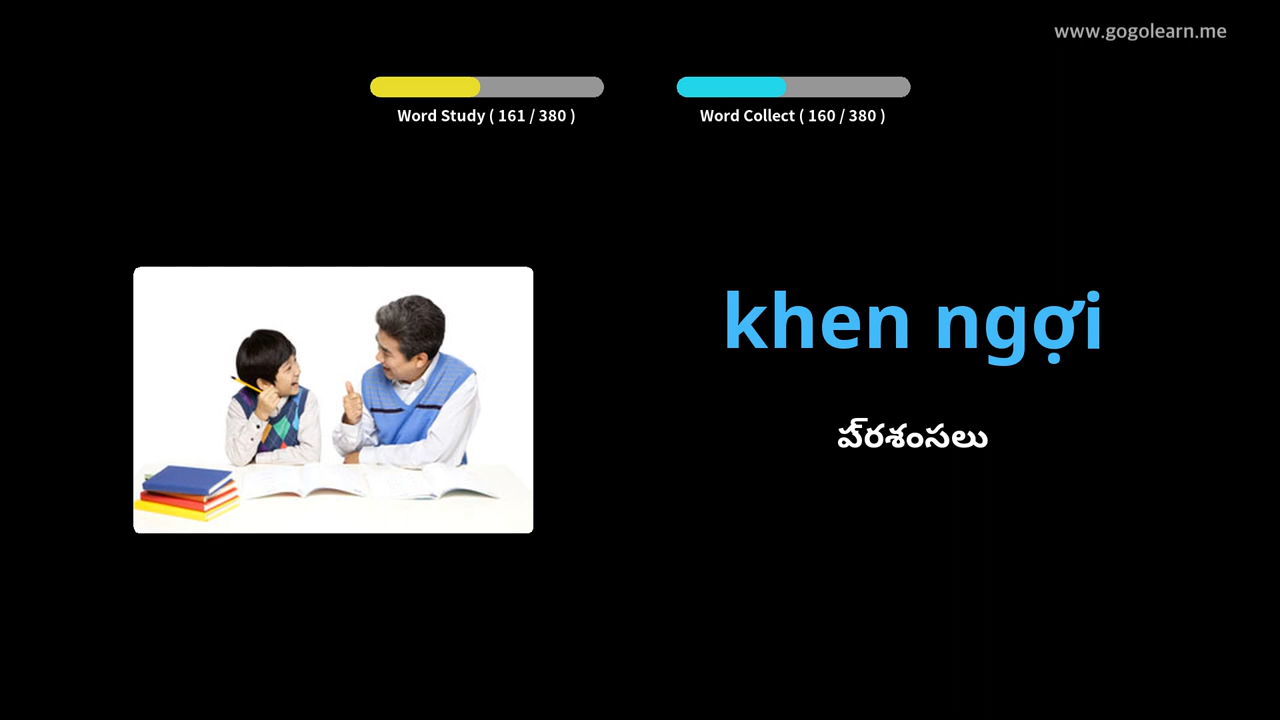 www.gogolearn.me
Word Study ( 161 / 380 )
Word Collect ( 160 / 380 )
khen ngợi
ప్రశంసలు